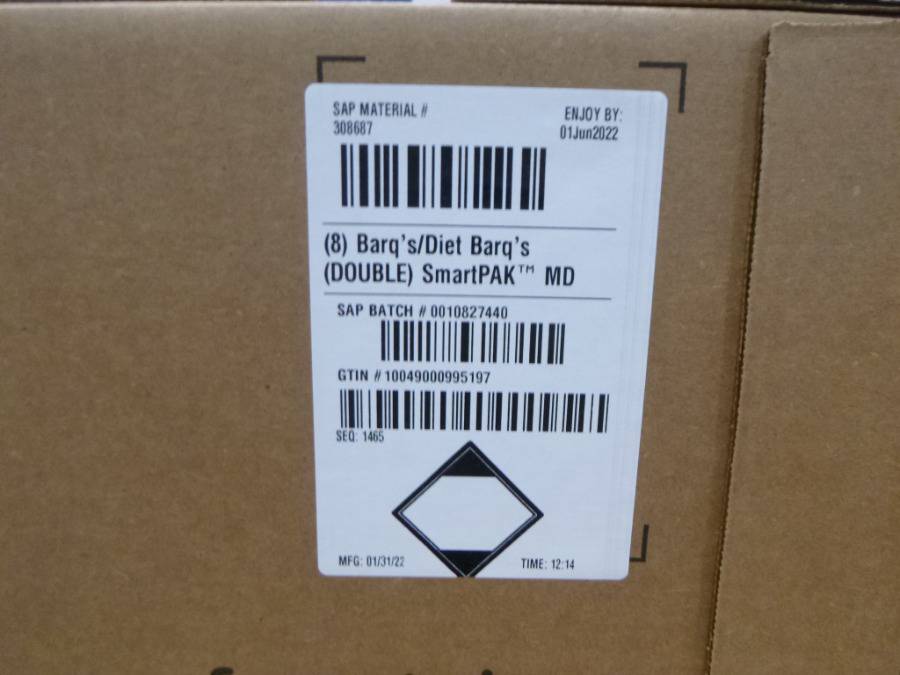 SAP MATERIAL #
308687
ENJOY BY:
01Jun2022
(8) Barq's/Diet Barq's
(DOUBLE) SmartPAK™ MD
SAP BATCH # 0010827440
GTIN # 10049000995197
SEQ: 1465
MFG: 01/31/22
TIME: 12:14